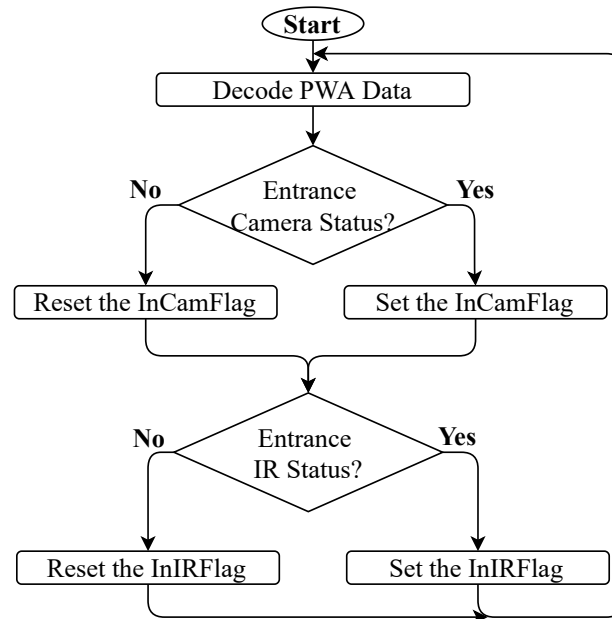 Start
Decode PWA Data
No
Entrance
Yes
Camera Status?
Reset the InCamFlag
Set the InCamFlag
No
Entrance
Yes
IR Status?
Reset the InIRFlag
Set the InIRFlag